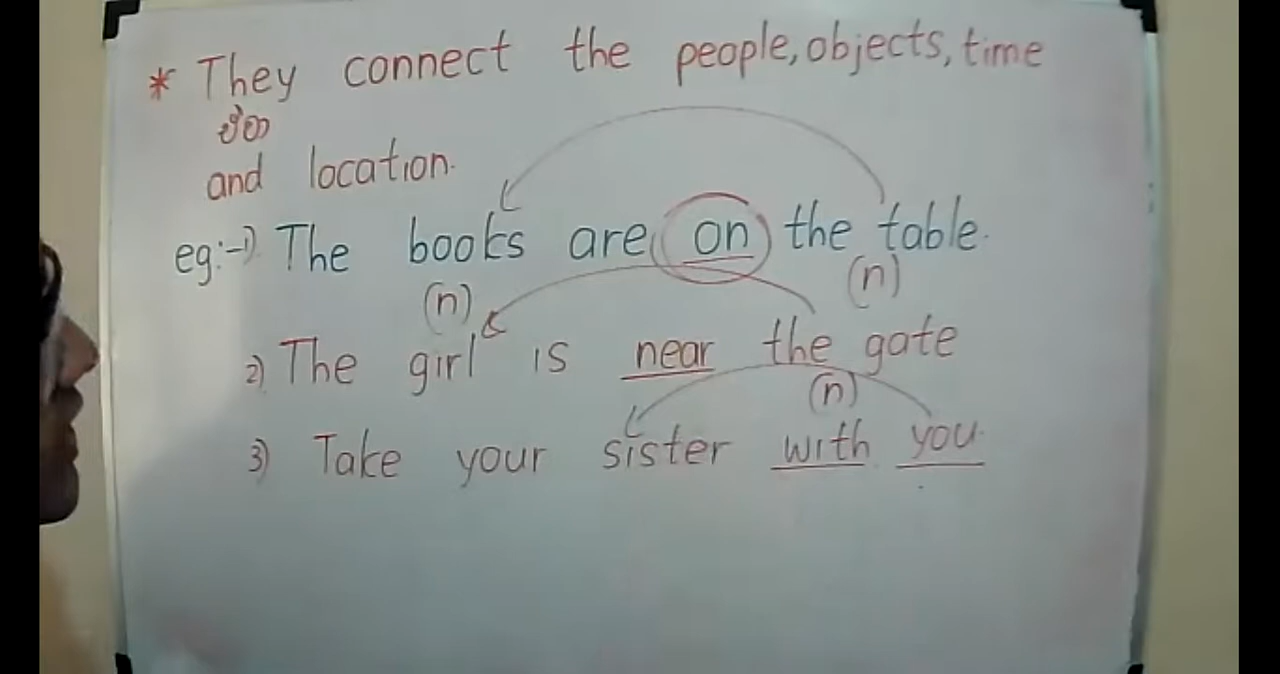 * They connect the people, objects, time
and location.
eg:-1) The books are on the table.
(n) (n)
2) The girl is near the gate
(n)
3) Take your sister with you.